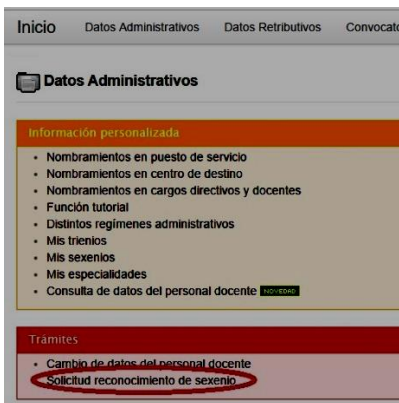 Inicio Datos Administrativos Datos Retributivos Convocato
Datos Administrativos
Información personalizada
Nombramientos en puesto de servicio
Nombramientos en centro de destino
Nombramientos en cargos directivos y docentes
Función tutorial
Distintos regímenes administrativos
Mis trienios
Mis sexenios
Mis especialidades
Consulta de datos del personal docente NOVEDAD
Trámites
Cambio de datos del personal docente
Solicitud reconocimiento de sexenio